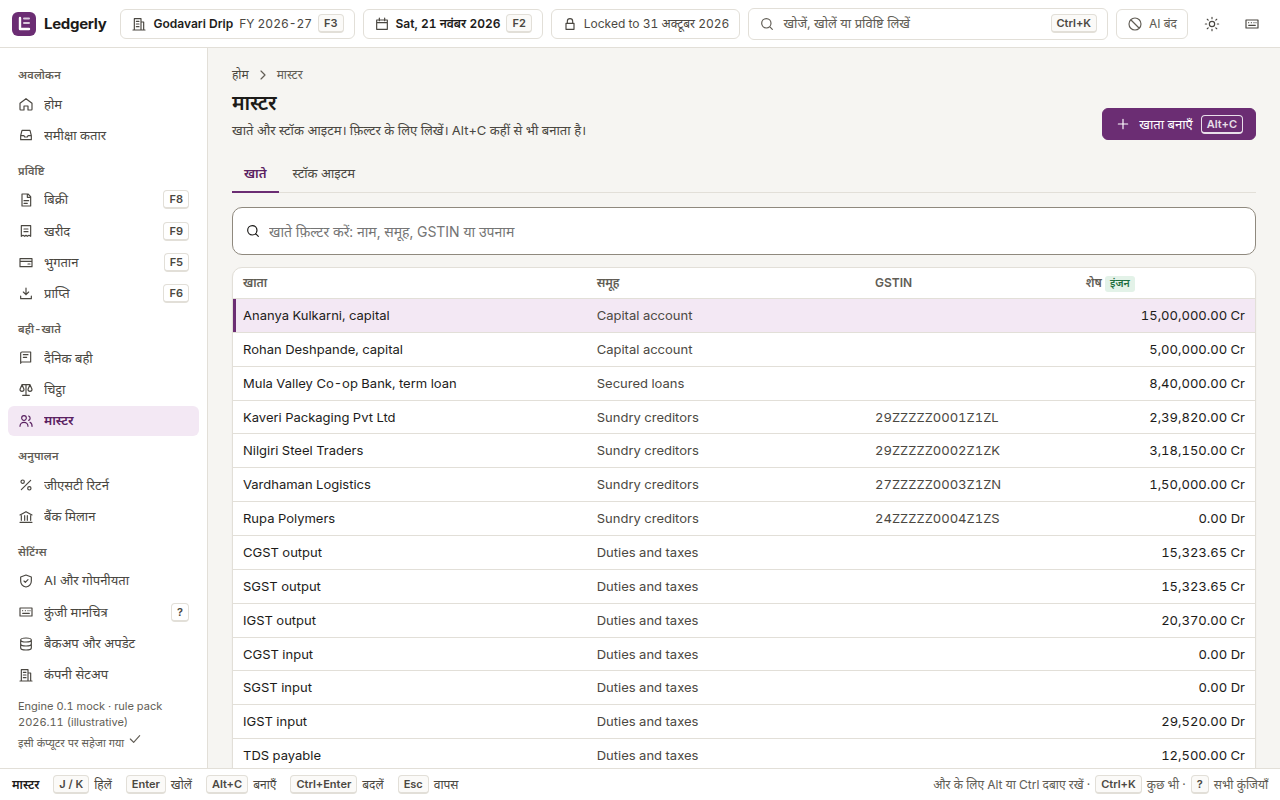 Ledgerly
Godavari Drip FY 2026-27 F3
Sat, 21 नवंबर 2026 F2
Locked to 31 अक्टूबर 2026
खोजें, खोलें या प्रविष्टि लिखें Ctrl+K
AI बंद
अवलोकन
होम
समीक्षा कतार
प्रविष्टि
बिक्री F8
खरीद F9
भुगतान F5
प्राप्ति F6
बही-खाते
दैनिक बही
चिट्ठा
मास्टर
अनुपालन
जीएसटी रिटर्न
बैंक मिलान
सेटिंग्स
AI और गोपनीयता
कुंजी मानचित्र ?
बैकअप और अपडेट
कंपनी सेटअप
Engine 0.1 mock · rule pack
2026.11 (illustrative)
इसी कंप्यूटर पर सहेजा गया
होम > मास्टर
मास्टर
खाते और स्टॉक आइटम। फ़िल्टर के लिए लिखें। Alt+C कहीं से भी बनाता है।
खाता बनाएँ Alt+C
खाते स्टॉक आइटम
खाते फ़िल्टर करें: नाम, समूह, GSTIN या उपनाम
खाता समूह GSTIN शेष इंजन
Ananya Kulkarni, capital Capital account 15,00,000.00 Cr
Rohan Deshpande, capital Capital account 5,00,000.00 Cr
Mula Valley Co-op Bank, term loan Secured loans 8,40,000.00 Cr
Kaveri Packaging Pvt Ltd Sundry creditors 29ZZZZZ0001Z1ZL 2,39,820.00 Cr
Nilgiri Steel Traders Sundry creditors 29ZZZZZ0002Z1ZK 3,18,150.00 Cr
Vardhaman Logistics Sundry creditors 27ZZZZZ0003Z1ZN 1,50,000.00 Cr
Rupa Polymers Sundry creditors 24ZZZZZ0004Z1ZS 0.00 Dr
CGST output Duties and taxes 15,323.65 Cr
SGST output Duties and taxes 15,323.65 Cr
IGST output Duties and taxes 20,370.00 Cr
CGST input Duties and taxes 0.00 Dr
SGST input Duties and taxes 0.00 Dr
IGST input Duties and taxes 29,520.00 Dr
TDS payable Duties and taxes 12,500.00 Cr
मास्टर J / K हिलें Enter खोलें Alt+C बनाएँ Ctrl+Enter बदलें Esc वापस
और के लिए Alt या Ctrl दबाए रखें · Ctrl+K कुछ भी · ? सभी कुंजियाँ